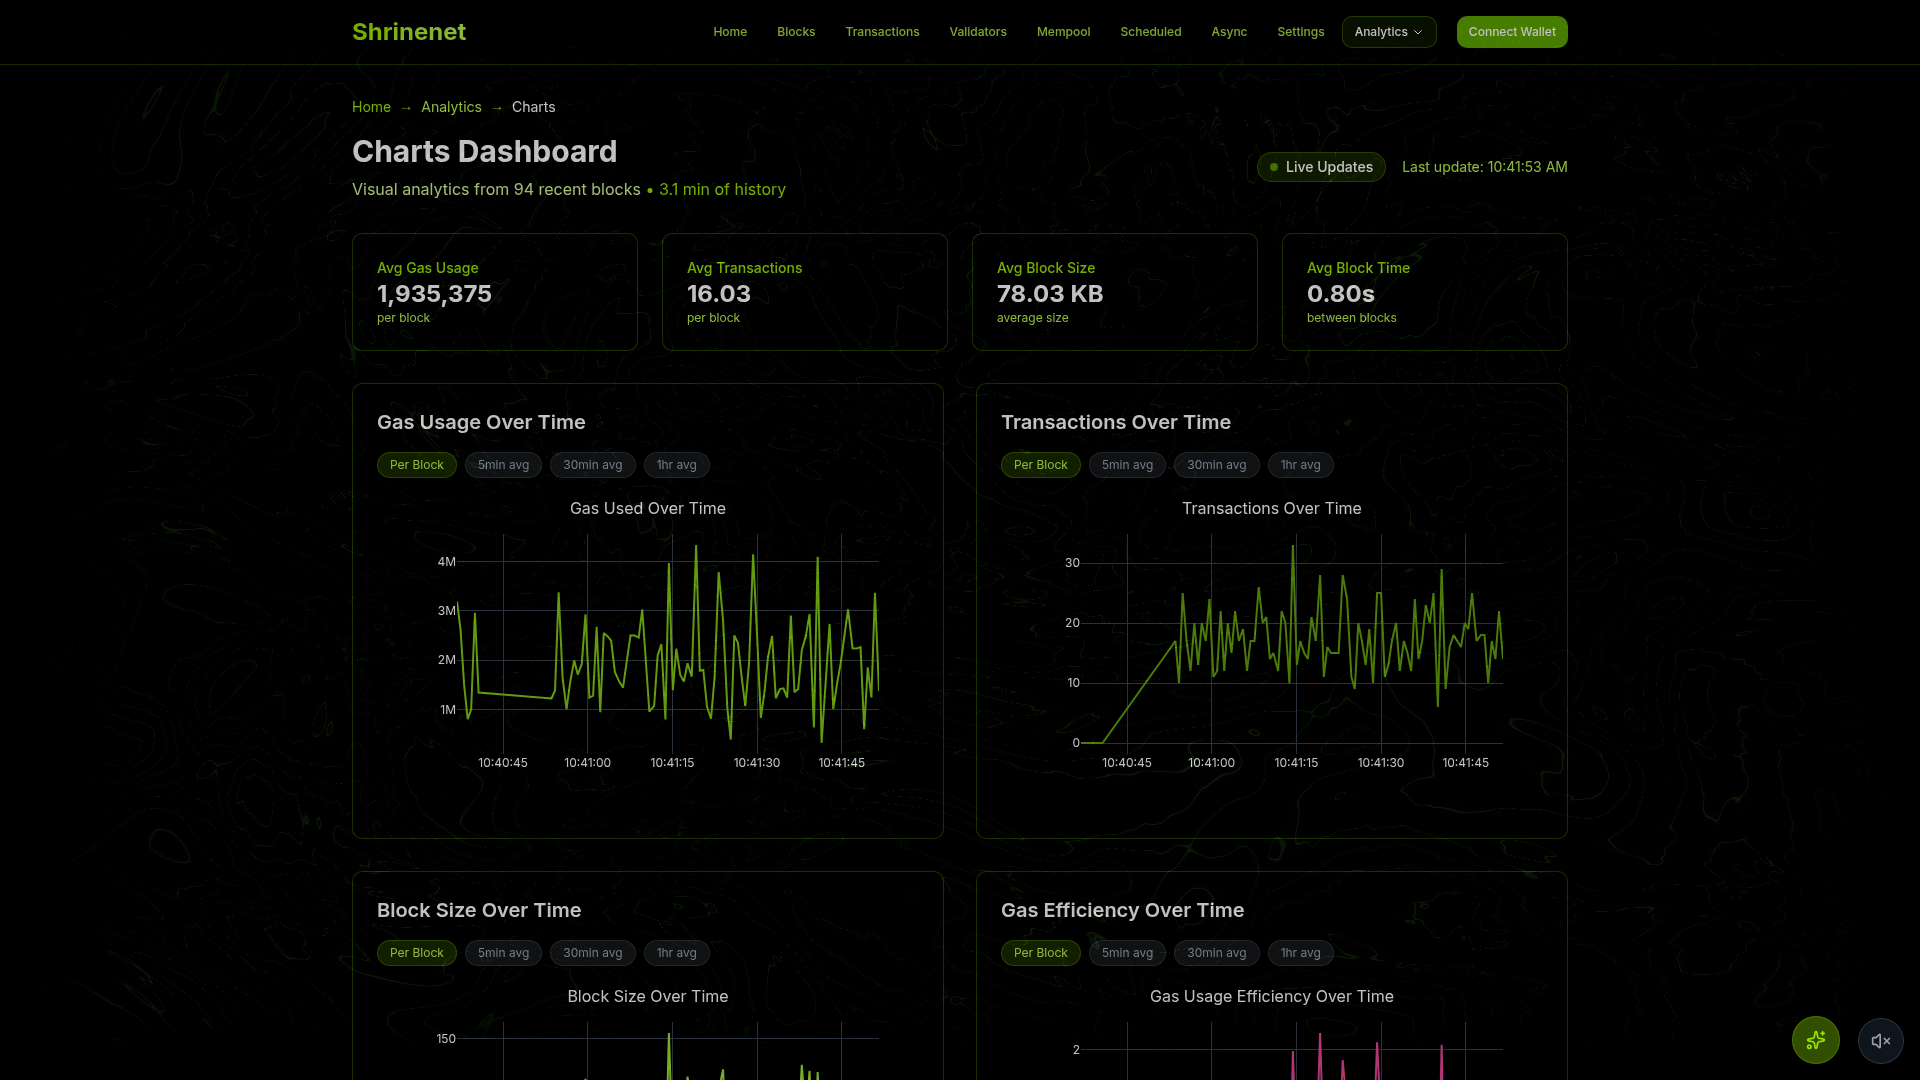 Shrinenet
Home Blocks Transactions Validators Mempool Scheduled Async Settings Analytics Connect Wallet
Home → Analytics → Charts
Charts Dashboard
Visual analytics from 94 recent blocks • 3.1 min of history
Live Updates Last update: 10:41:53 AM
Avg Gas Usage
1,935,375
per block
Avg Transactions
16.03
per block
Avg Block Size
78.03 KB
average size
Avg Block Time
0.80s
between blocks
Gas Usage Over Time
Per Block 5min avg 30min avg 1hr avg
Gas Used Over Time
4M
3M
2M
1M
10:40:45 10:41:00 10:41:15 10:41:30 10:41:45
Transactions Over Time
Per Block 5min avg 30min avg 1hr avg
Transactions Over Time
30
20
10
0
10:40:45 10:41:00 10:41:15 10:41:30 10:41:45
Block Size Over Time
Per Block 5min avg 30min avg 1hr avg
Block Size Over Time
150
Gas Efficiency Over Time
Per Block 5min avg 30min avg 1hr avg
Gas Usage Efficiency Over Time
2